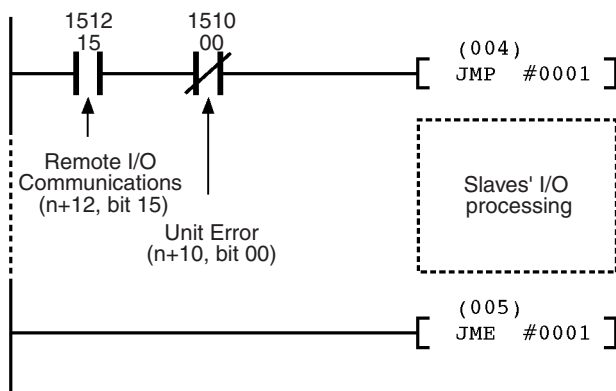 1512
15
1510
00
(004)
JMP #0001
Remote I/O
Communications
(n+12, bit 15)
Unit Error
(n+10, bit 00)
Slaves' I/O
processing
(005)
JME #0001